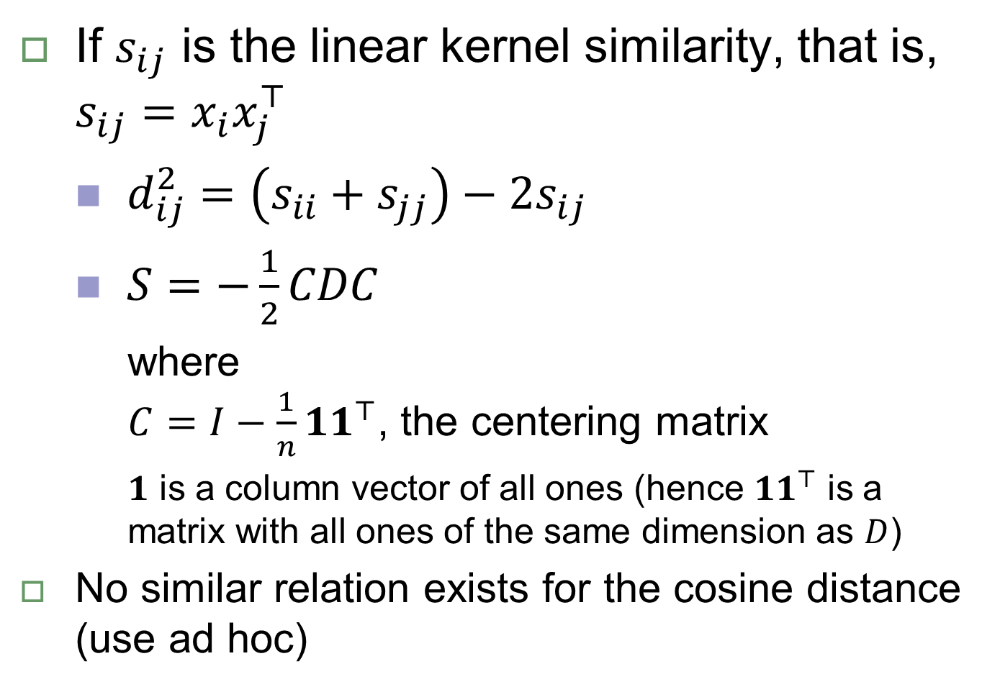 If $s_{ij}$ is the linear kernel similarity, that is,
$s_{ij} = x_i x_j^\top$
$d_{ij}^2 = (s_{ii} + s_{jj}) - 2s_{ij}$
$S = -\frac{1}{2}CDC$
where
$C = I - \frac{1}{n}\mathbf{1}\mathbf{1}^\top$, the centering matrix
$\mathbf{1}$ is a column vector of all ones (hence $\mathbf{1}\mathbf{1}^\top$ is a
matrix with all ones of the same dimension as $D$)
No similar relation exists for the cosine distance
(use ad hoc)